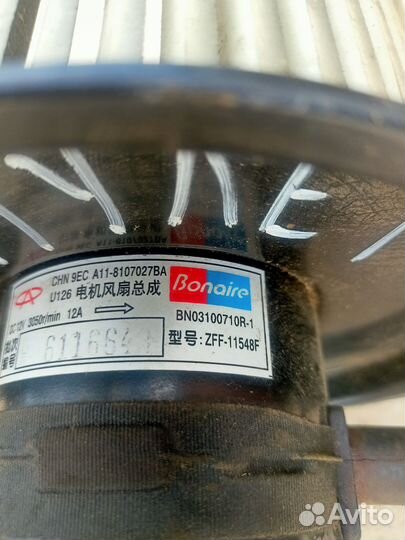 CHN 9EC A11-8107027BA
U126 电机风扇总成
DC12V 3050r/min 12A
Bonaire
BN03100710R-1
型号: ZFF-11548F
Avito